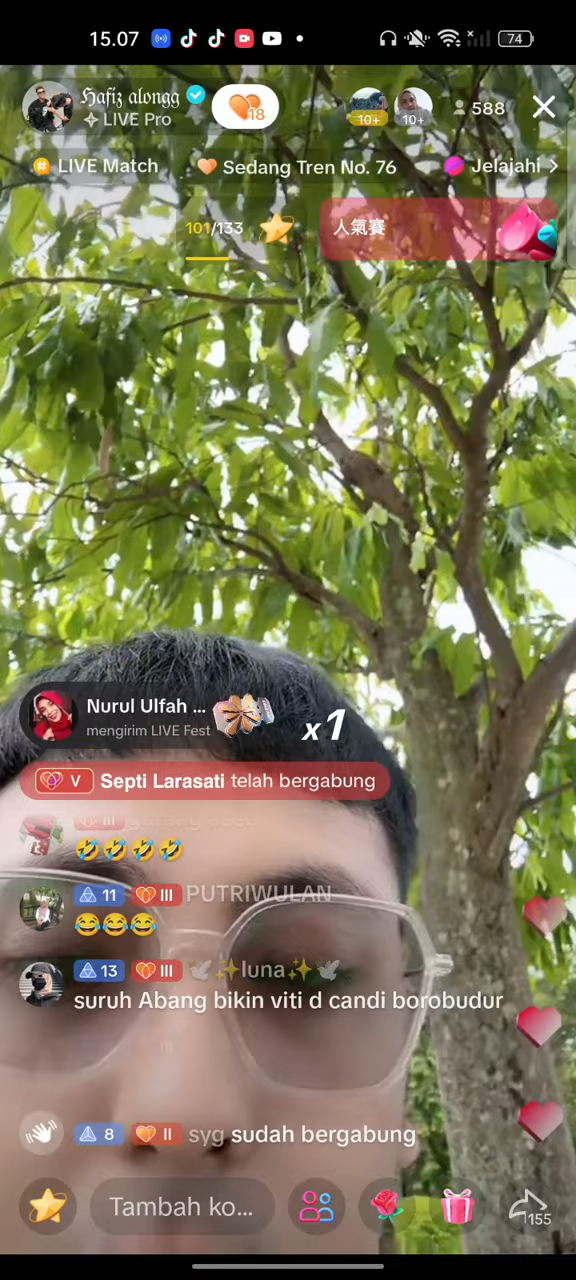 15.07
74
Hafiz alongg
LIVE Pro
18
10+
10+
588
LIVE Match
Sedang Tren No. 76
Jelajahi
101/133
人氣賽
Nurul Ulfah ...
mengirim LIVE Fest
x1
V Septi Larasati telah bergabung
III
🤣🤣🤣🤣
11 III PUTRIWULAN
😂😂😂
13 III 🕊✨luna✨🕊
suruh Abang bikin viti d candi borobudur
8 II syg sudah bergabung
Tambah ko...
155